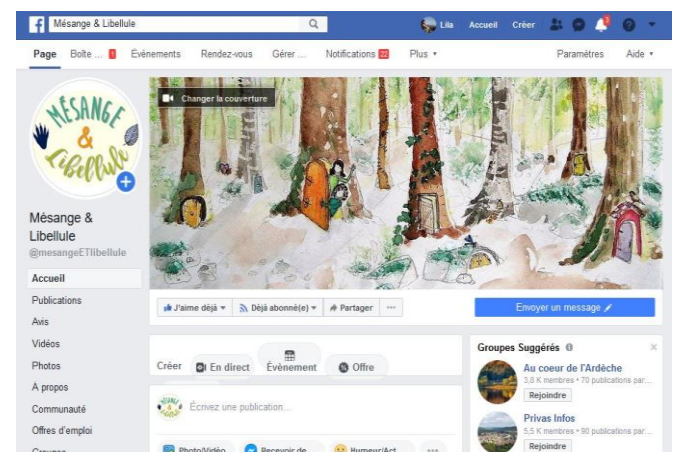 Mésange & Libellule
Lila Accueil Créer 3
Page Boîte ... 1 Événements Rendez-vous Gérer ... Notifications 22 Plus Paramètres Aide
Changer la couverture
MÉSANGE
&
Libellule
Mésange &
Libellule
@mesangeETlibellule
Accueil
Publications
Avis
Vidéos
Photos
À propos
Communauté
Offres d'emploi
Groupes
J'aime déjà Déjà abonné(e) Partager ... Envoyer un message
Créer En direct Évènement Offre
Écrivez une publication...
Photo/Vidéo Recevoir de Humeur/Act ...
Groupes Suggérés
Au coeur de l'Ardèche
3,8 K membres • 70 publications par...
Rejoindre
Privas Infos
5,5 K membres • 90 publications par...
Rejoindre